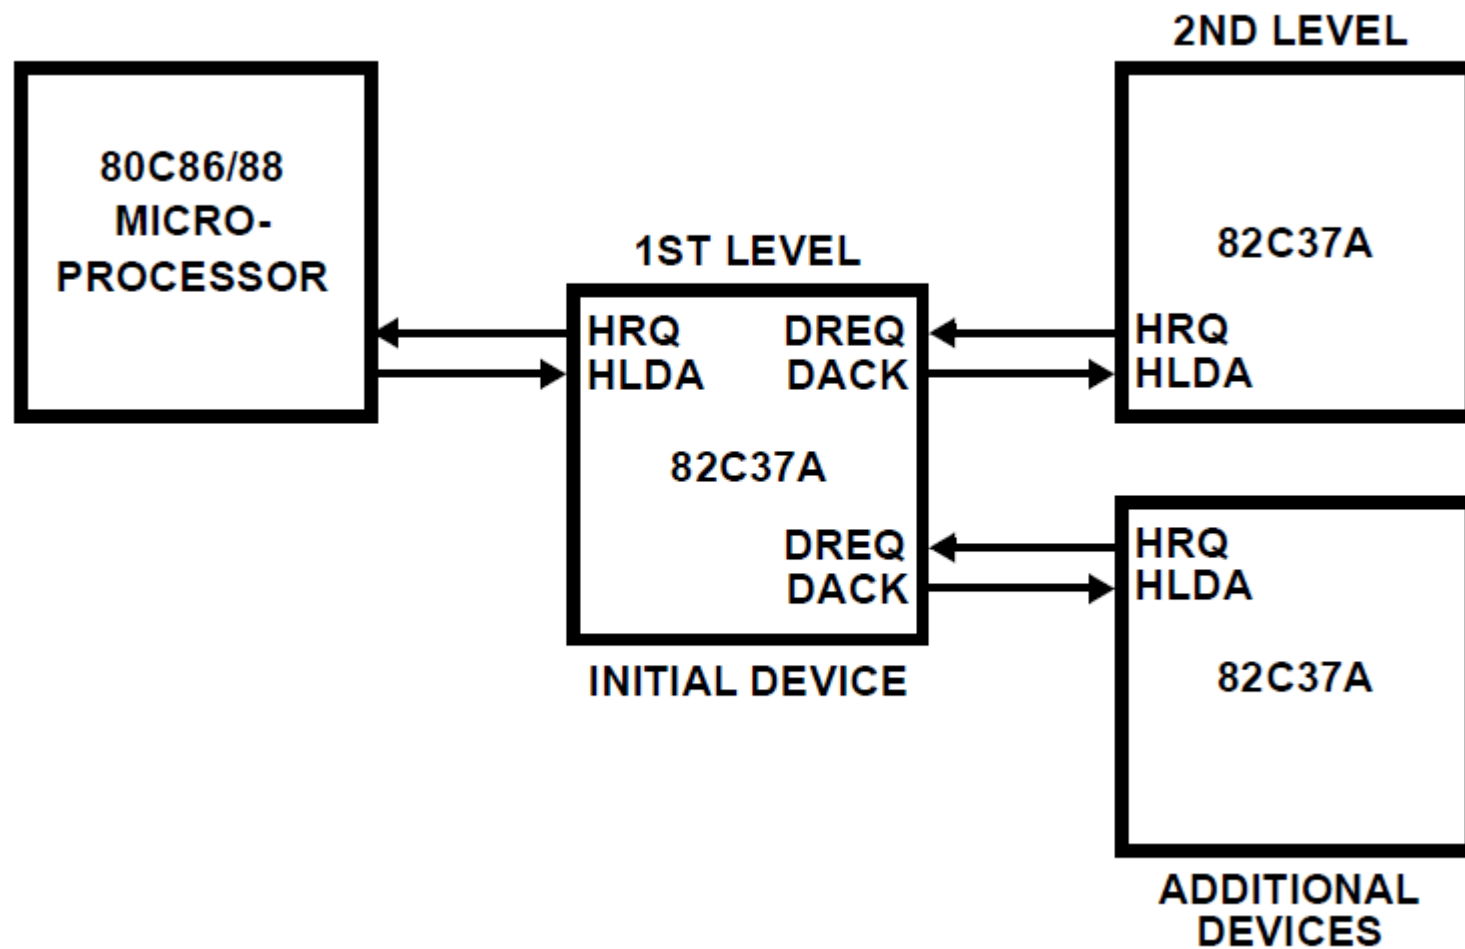 80C86/88
MICRO-
PROCESSOR
1ST LEVEL
HRQ
HLDA
DREQ
DACK
82C37A
DREQ
DACK
INITIAL DEVICE
2ND LEVEL
82C37A
HRQ
HLDA
HRQ
HLDA
82C37A
ADDITIONAL
DEVICES